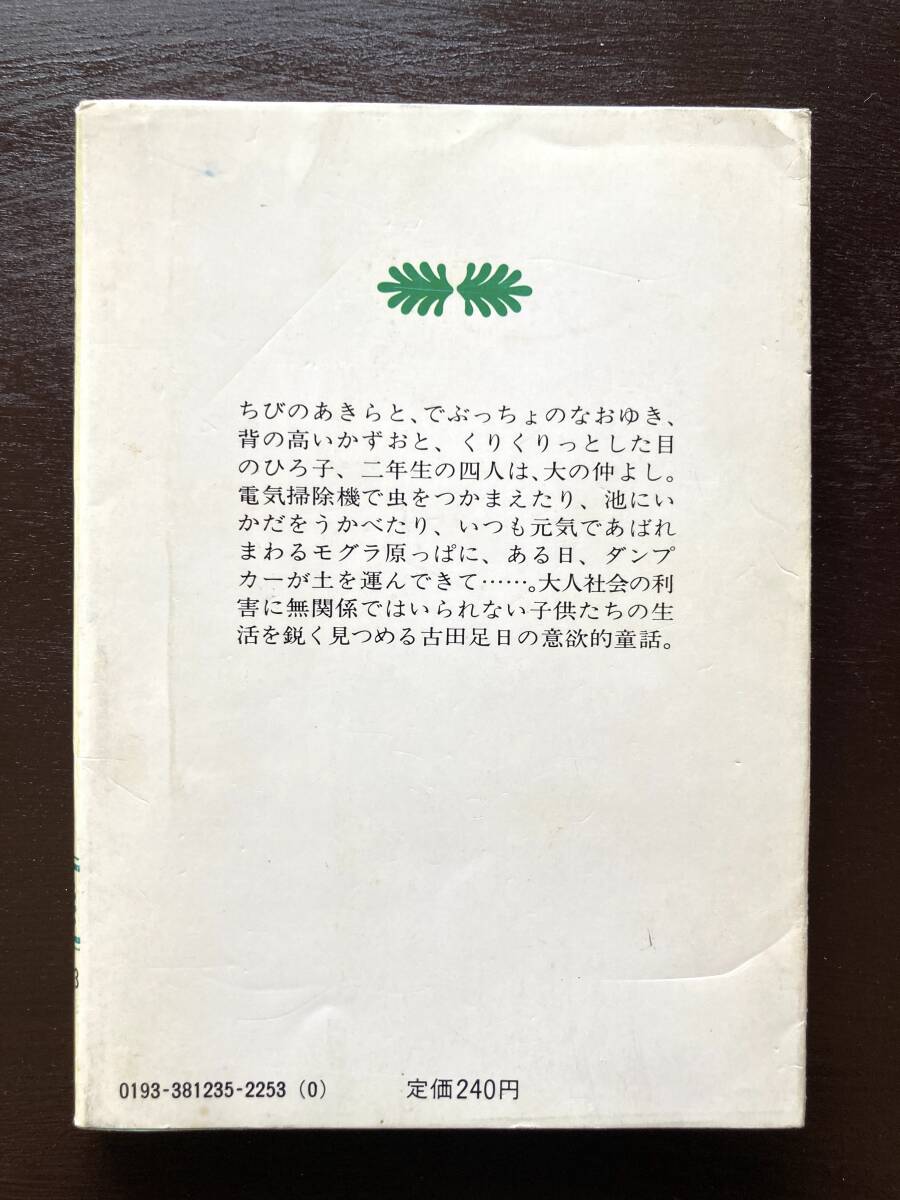 ちびのあきらと、でぶっちょのなおゆき、
背の高いかずおと、くりくりっとした目
のひろ子、二年生の四人は、大の仲よし。
電気掃除機で虫をつかまえたり、池にい
かだをうかべたり、いつも元気であばれ
まわるモグラ原っぱに、ある日、ダンプ
カーが土を運んできて……。大人社会の利
害に無関係ではいられない子供たちの生
活を鋭く見つめる古田足日の意欲的童話。
0193-381235-2253 (0) 定価240円